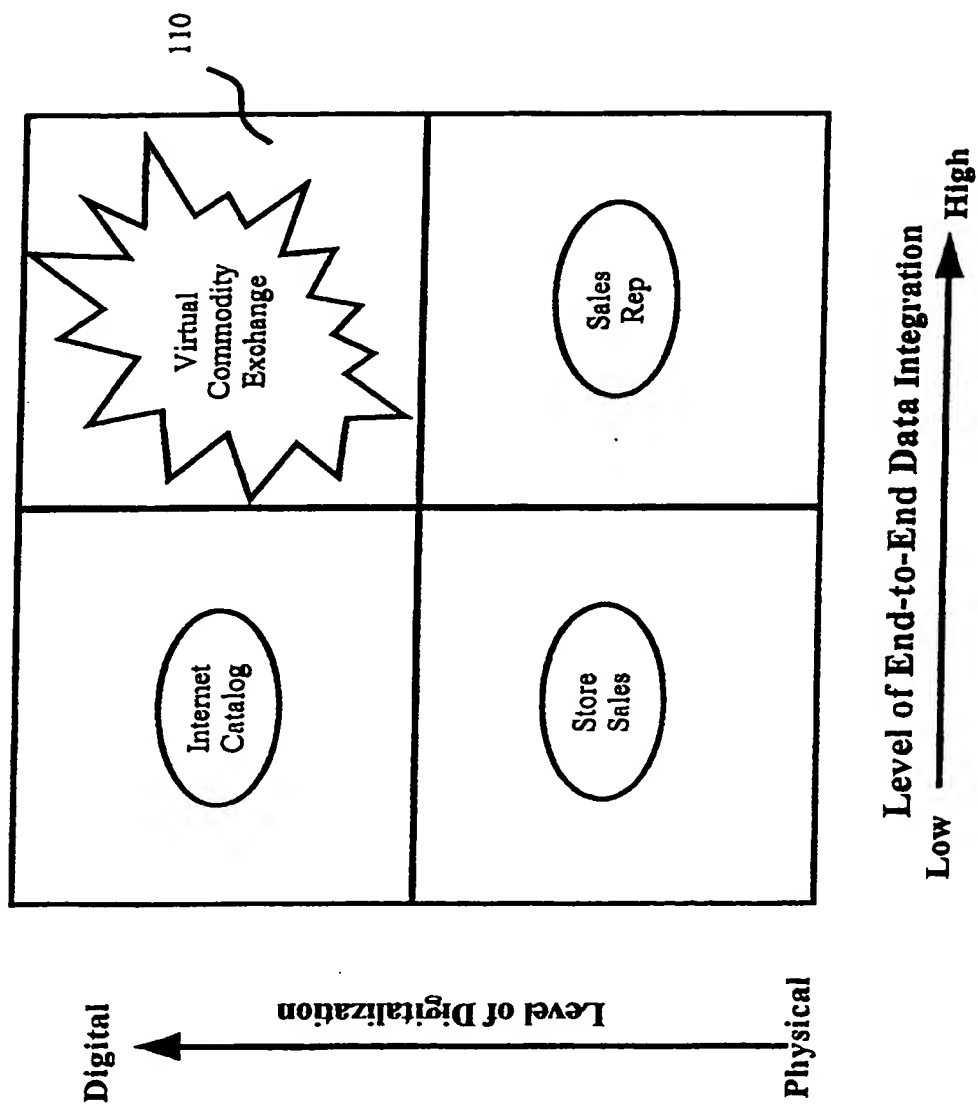 110
Digital
Level of Digitalization
Physical
Internet
Catalog
Virtual
Commodity
Exchange
Store
Sales
Sales
Rep
Level of End-to-End Data Integration
Low
High